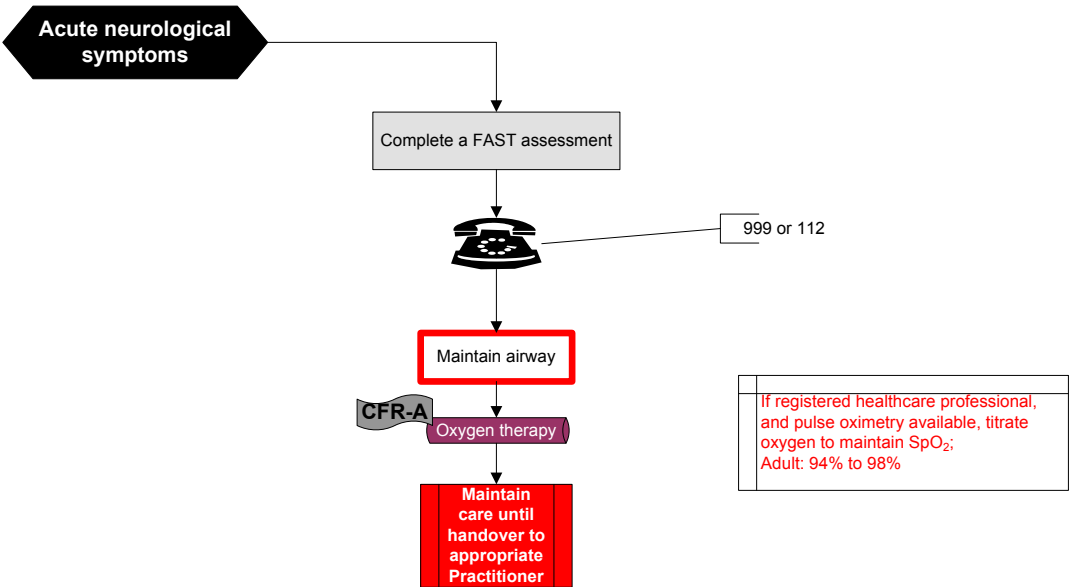 Acute neurological
symptoms
Complete a FAST assessment
999 or 112
Maintain airway
CFR-A
Oxygen therapy
If registered healthcare professional,
and pulse oximetry available, titrate
oxygen to maintain SpO₂;
Adult: 94% to 98%
Maintain
care until
handover to
appropriate
Practitioner